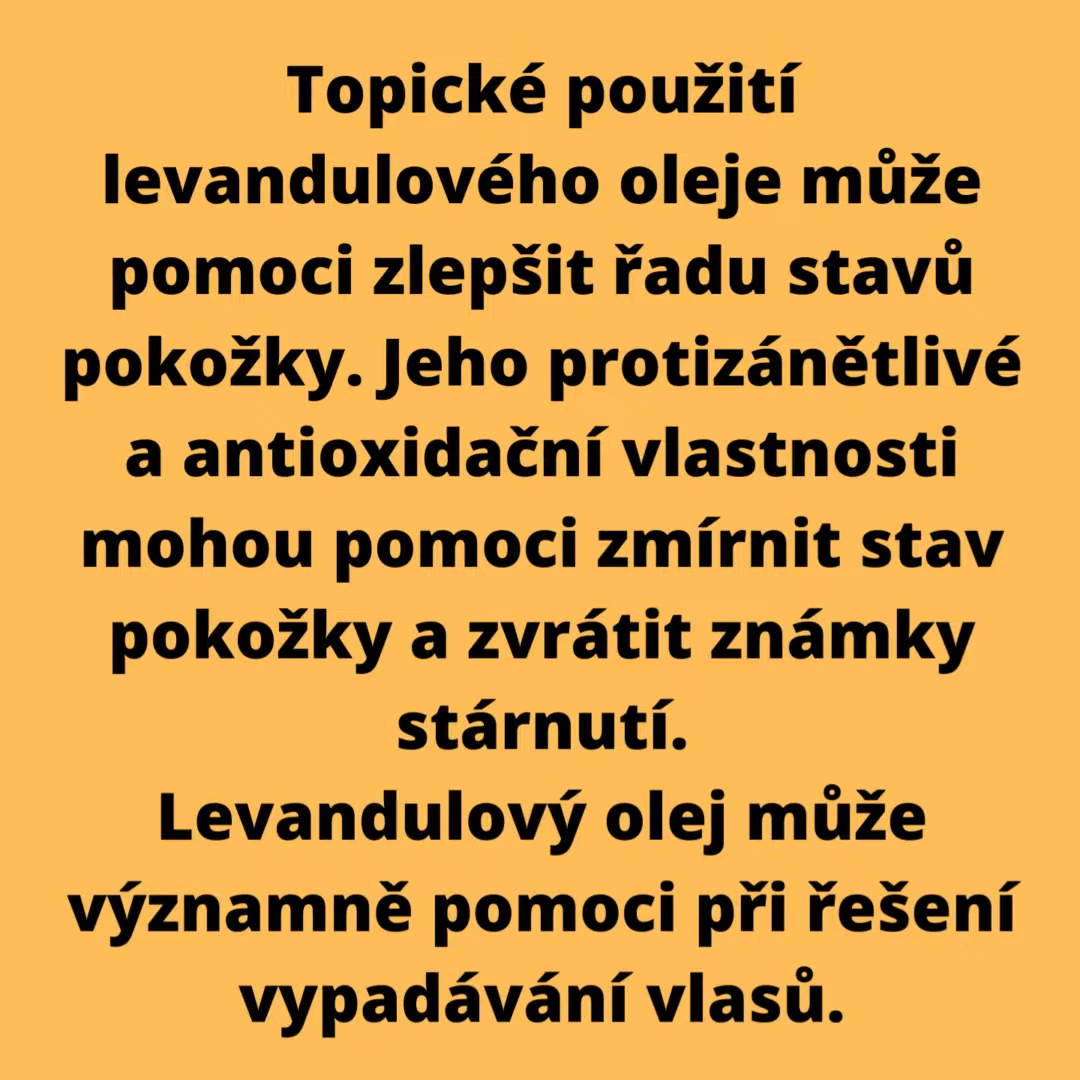 Topické použití
levandulového oleje může
pomoci zlepšit řadu stavů
pokožky. Jeho protizánětlivé
a antioxidační vlastnosti
mohou pomoci zmírnit stav
pokožky a zvrátit známky
stárnutí.
Levandulový olej může
významně pomoci při řešení
vypadávání vlasů.